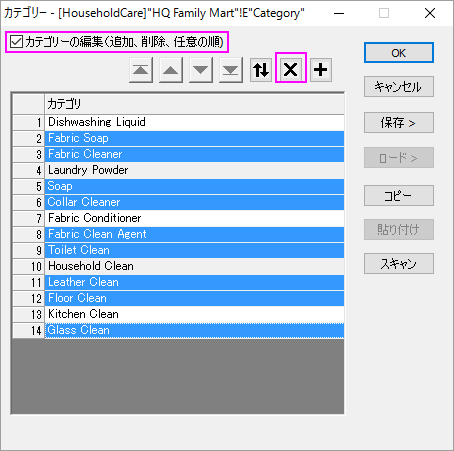 カテゴリー - [HouseholdCare]"HQ Family Mart"!E"Category"
カテゴリーの編集(追加、削除、任意の順)
OK
キャンセル
保存 >
ロード >
コピー
貼り付け
スキャン
カテゴリ
1 Dishwashing Liquid
2 Fabric Soap
3 Fabric Cleaner
4 Laundry Powder
5 Soap
6 Collar Cleaner
7 Fabric Conditioner
8 Fabric Clean Agent
9 Toilet Clean
10 Household Clean
11 Leather Clean
12 Floor Clean
13 Kitchen Clean
14 Glass Clean